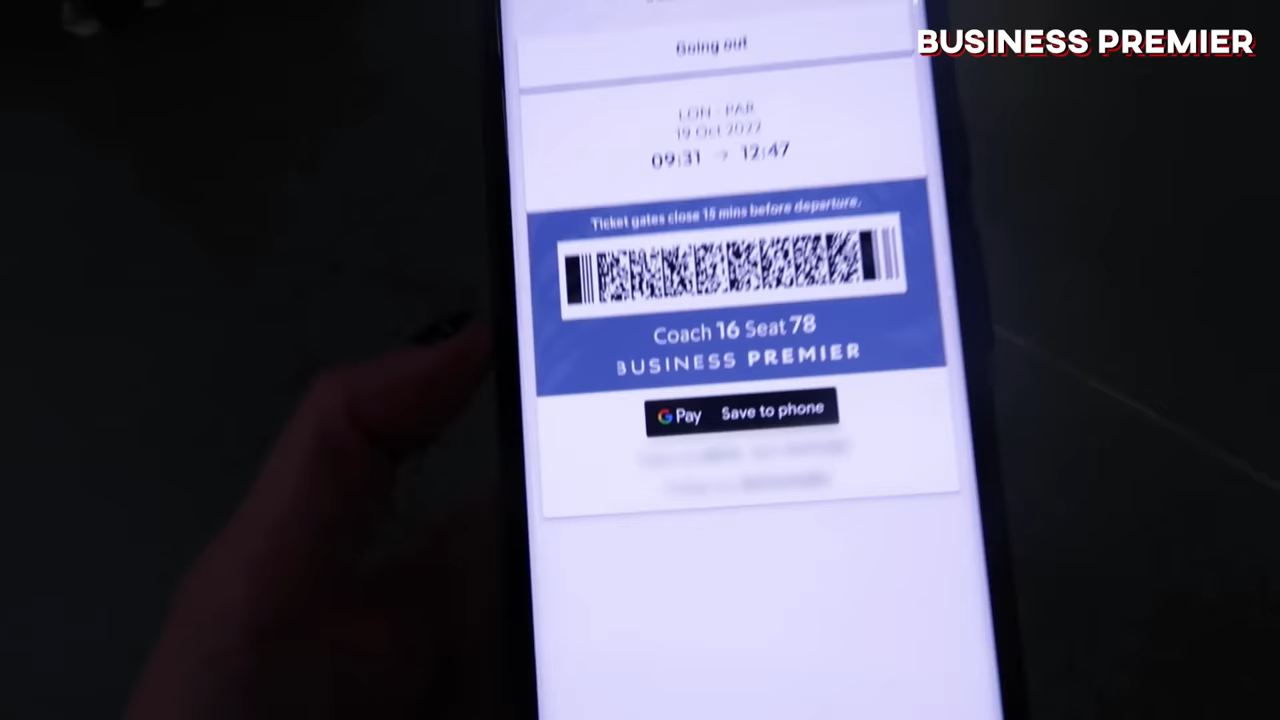 BUSINESS PREMIER
Going out
LON - PAR
19 Oct 2022
09:31 → 12:47
Ticket gates close 15 mins before departure.
Coach 16 Seat 78
BUSINESS PREMIER
G Pay Save to phone